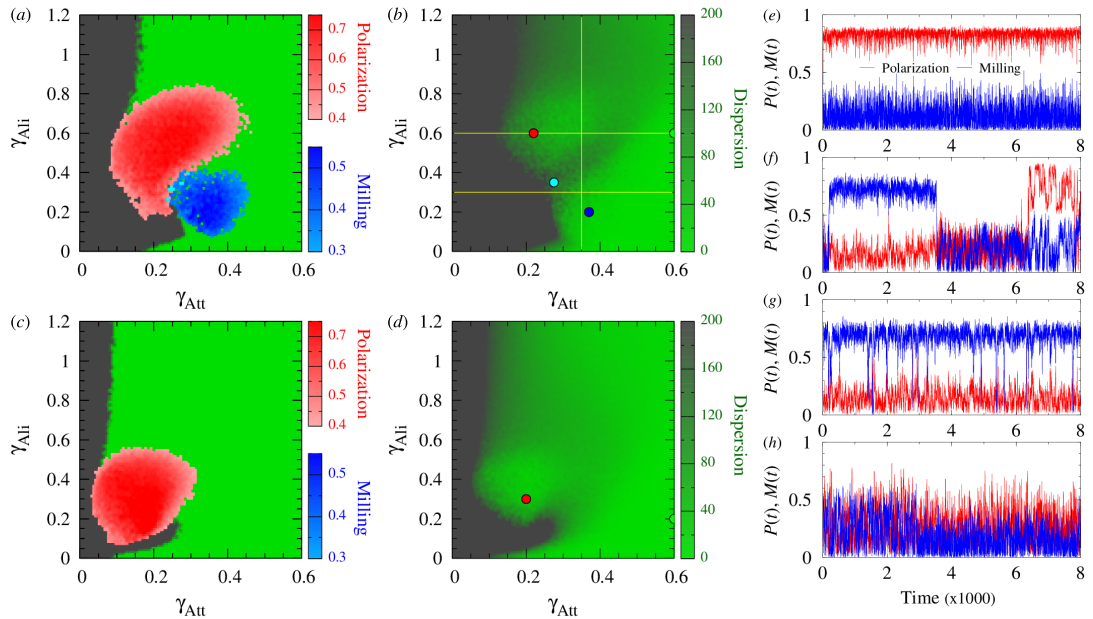 (a)
1.2
1
0.8
0.6
0.4
0.2
0
γAli
0
0.2
0.4
0.6
γAtt
0.7
0.6
0.5
0.4
Polarization
0.5
0.4
0.3
Milling
(b)
1.2
1
0.8
0.6
0.4
0.2
0
γAli
0
0.2
0.4
0.6
γAtt
200
160
120
80
40
0
Dispersion
(c)
1.2
1
0.8
0.6
0.4
0.2
0
γAli
0
0.2
0.4
0.6
γAtt
0.7
0.6
0.5
0.4
Polarization
0.5
0.4
0.3
Milling
(d)
1.2
1
0.8
0.6
0.4
0.2
0
γAli
0
0.2
0.4
0.6
γAtt
200
160
120
80
40
0
Dispersion
(e)
1
0.5
0
P(t), M(t)
Polarization Milling
0 2 4 6 8
(f)
1
0.5
0
P(t), M(t)
0 2 4 6 8
(g)
1
0.5
0
P(t), M(t)
0 2 4 6 8
(h)
1
0.5
0
P(t), M(t)
0 2 4 6 8
Time (x1000)